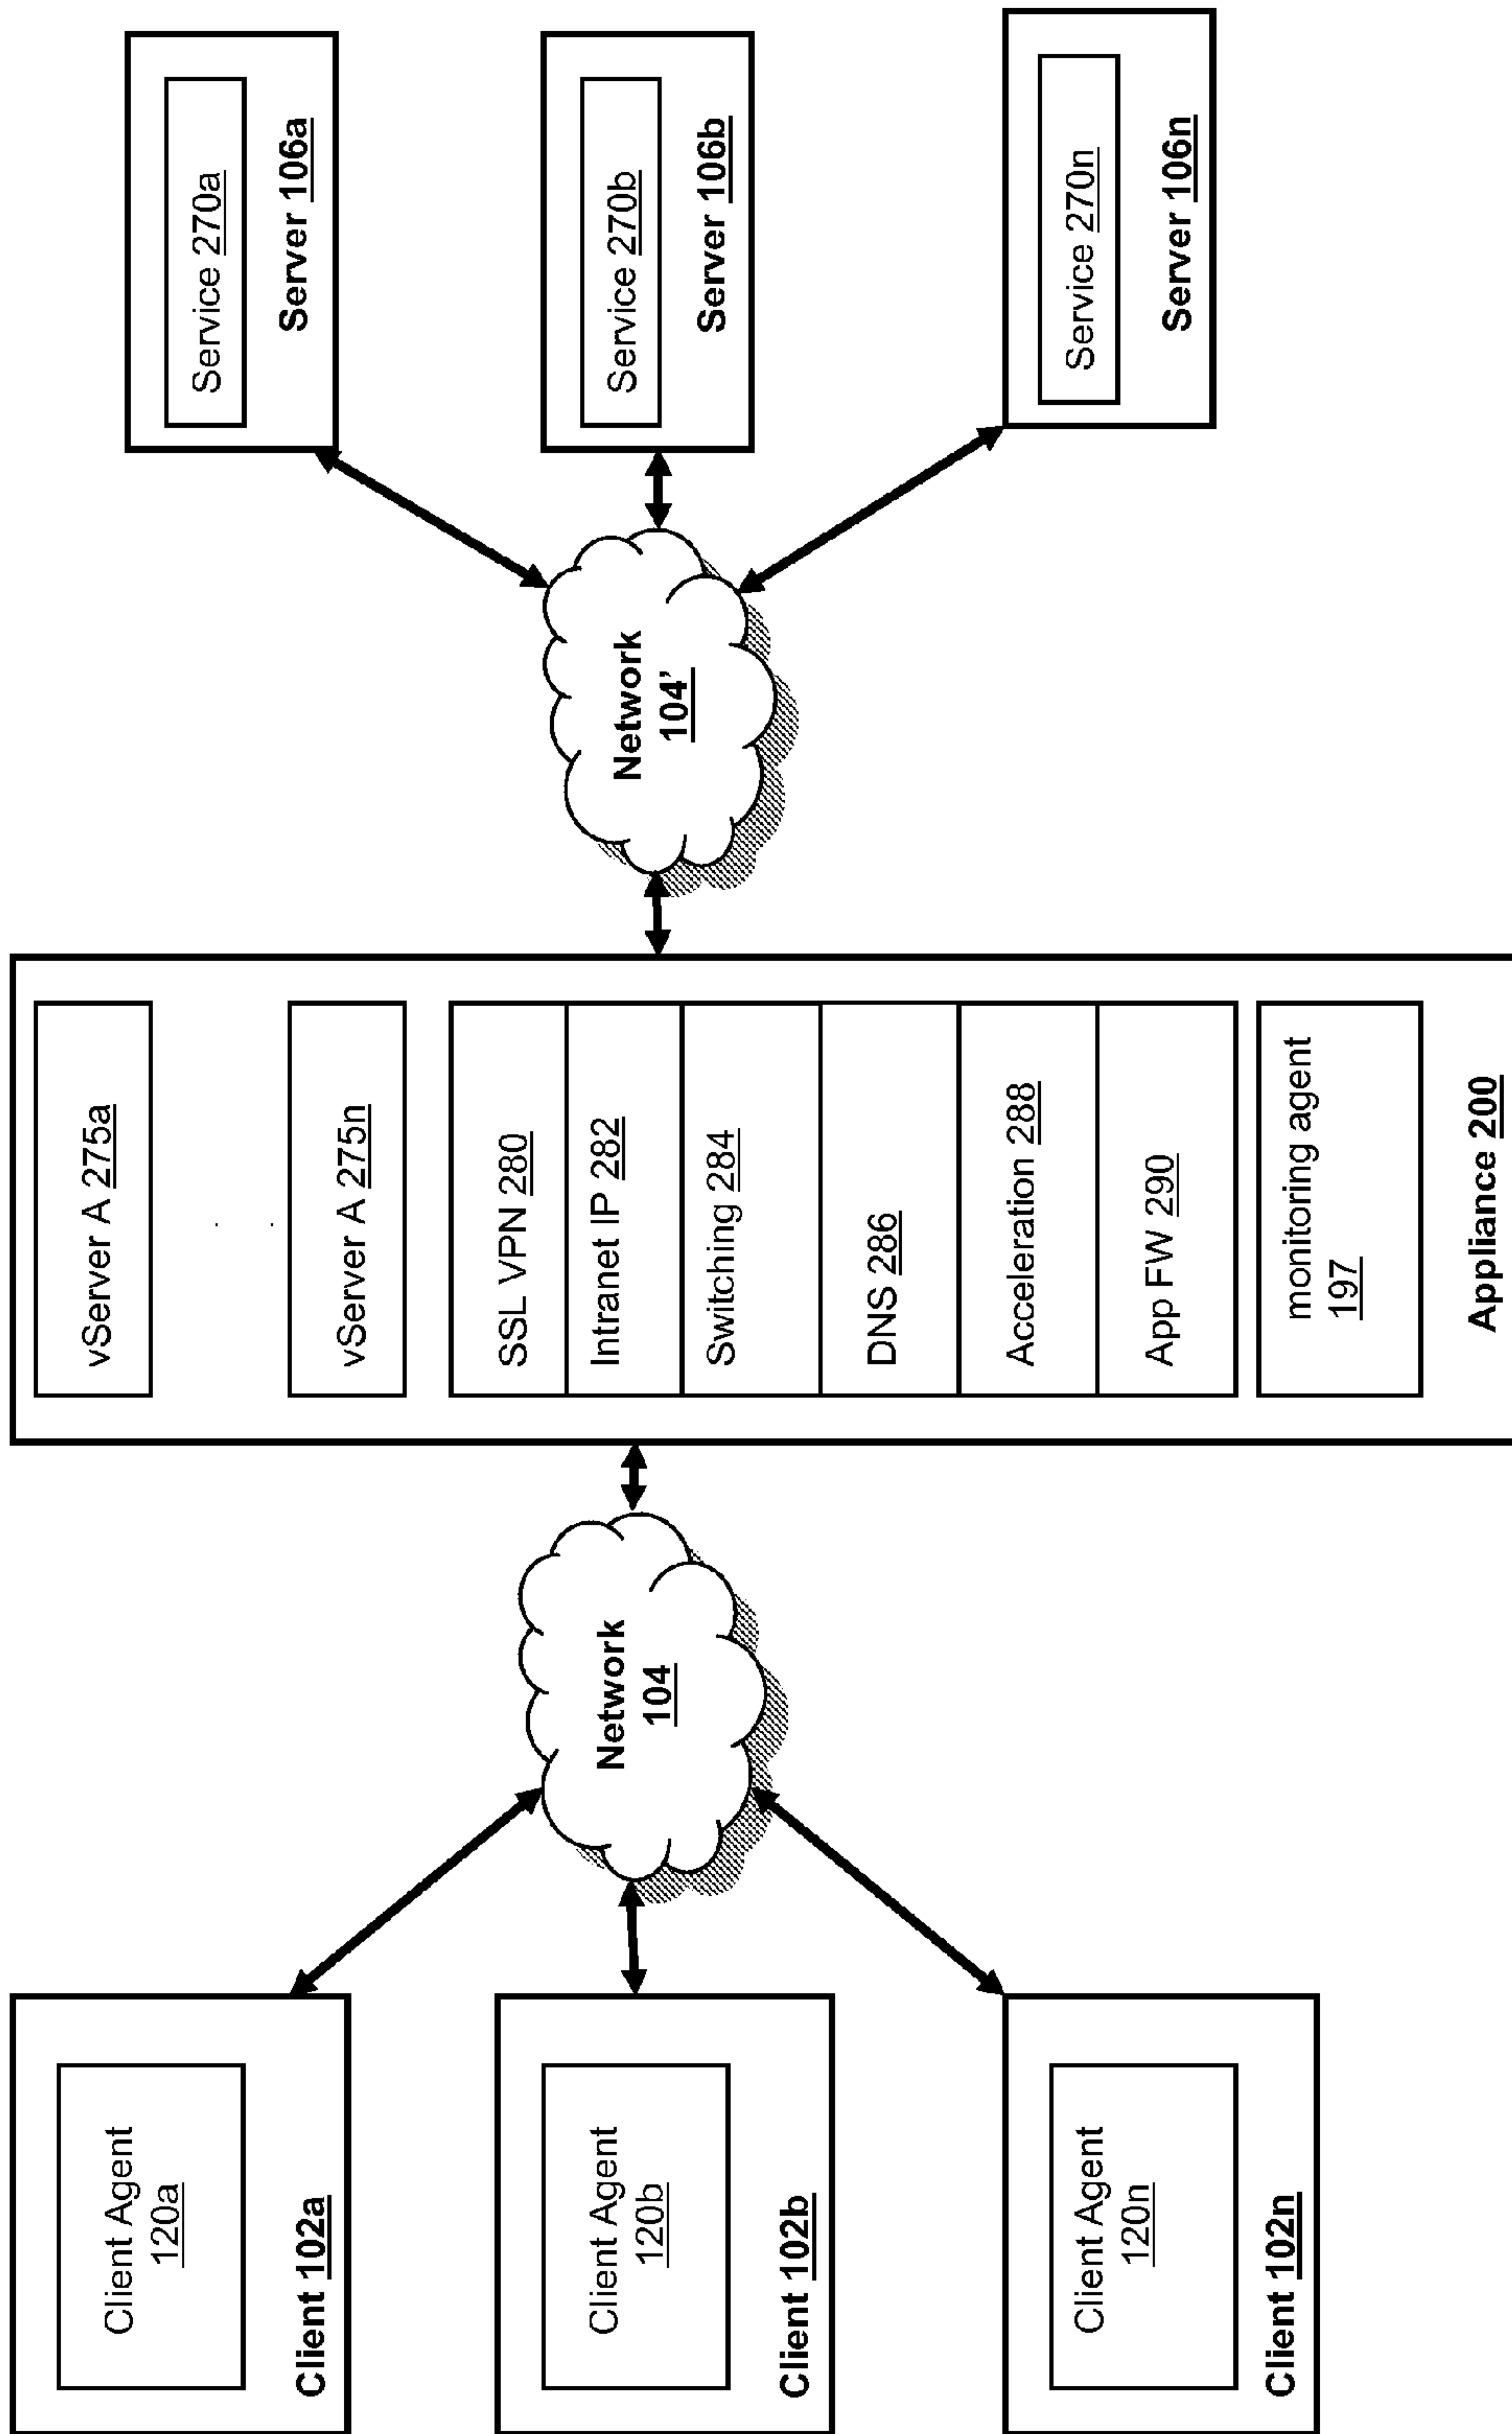 Client Agent
120a
Client 102a
Client Agent
120b
Client 102b
Client Agent
120n
Client 102n
Network
104
vServer A 275a
vServer A 275n
SSL VPN 280
Intranet IP 282
Switching 284
DNS 286
Acceleration 288
App FW 290
monitoring agent
197
Appliance 200
Network
104'
Service 270a
Server 106a
Service 270b
Server 106b
Service 270n
Server 106n